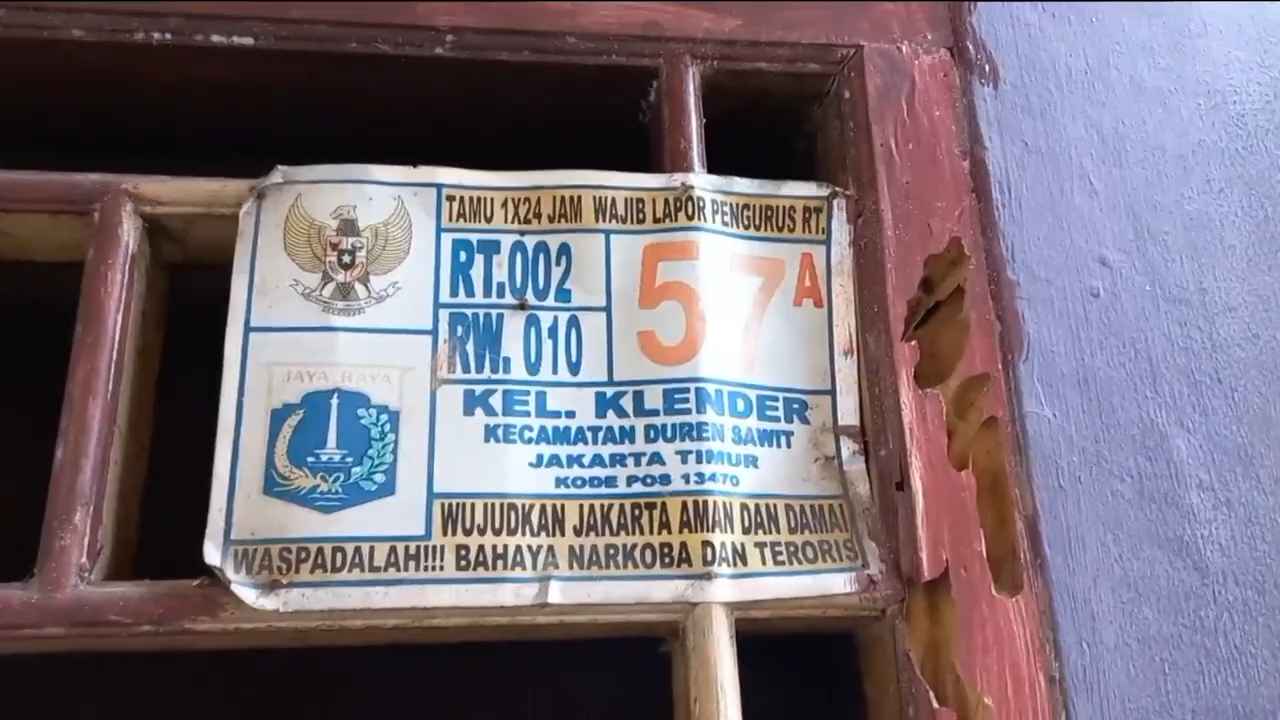 TAMU 1X24 JAM WAJIB LAPOR PENGURUS RT.
RT.002
RW. 010
57A
JAYA RAYA
KEL. KLENDER
KECAMATAN DUREN SAWIT
JAKARTA TIMUR
KODE POS 13470
WUJUDKAN JAKARTA AMAN DAN DAMAI
WASPADALAH!!! BAHAYA NARKOBA DAN TERORIS